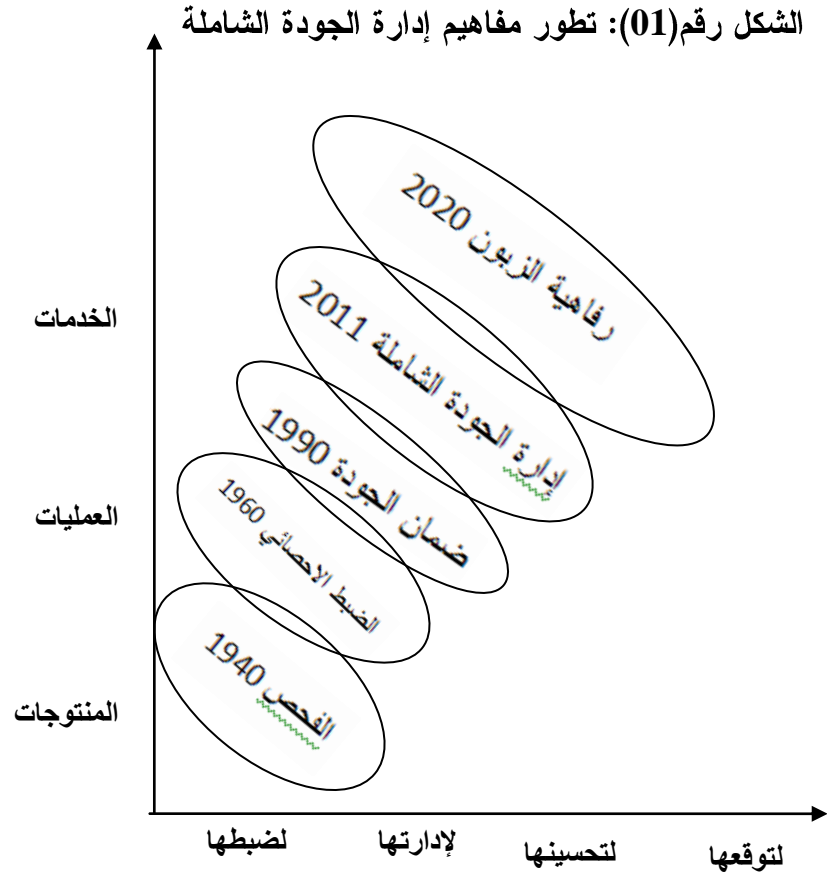 الشكل رقم(01): تطور مفاهيم إدارة الجودة الشاملة
رفاهية الزبون 2020
إدارة الجودة الشاملة 2011
ضمان الجودة 1990
الضبط الاحصائي 1960
الفحص 1940
الخدمات
العمليات
المنتوجات
لضبطها
لإدارتها
لتحسينها
لتوقعها